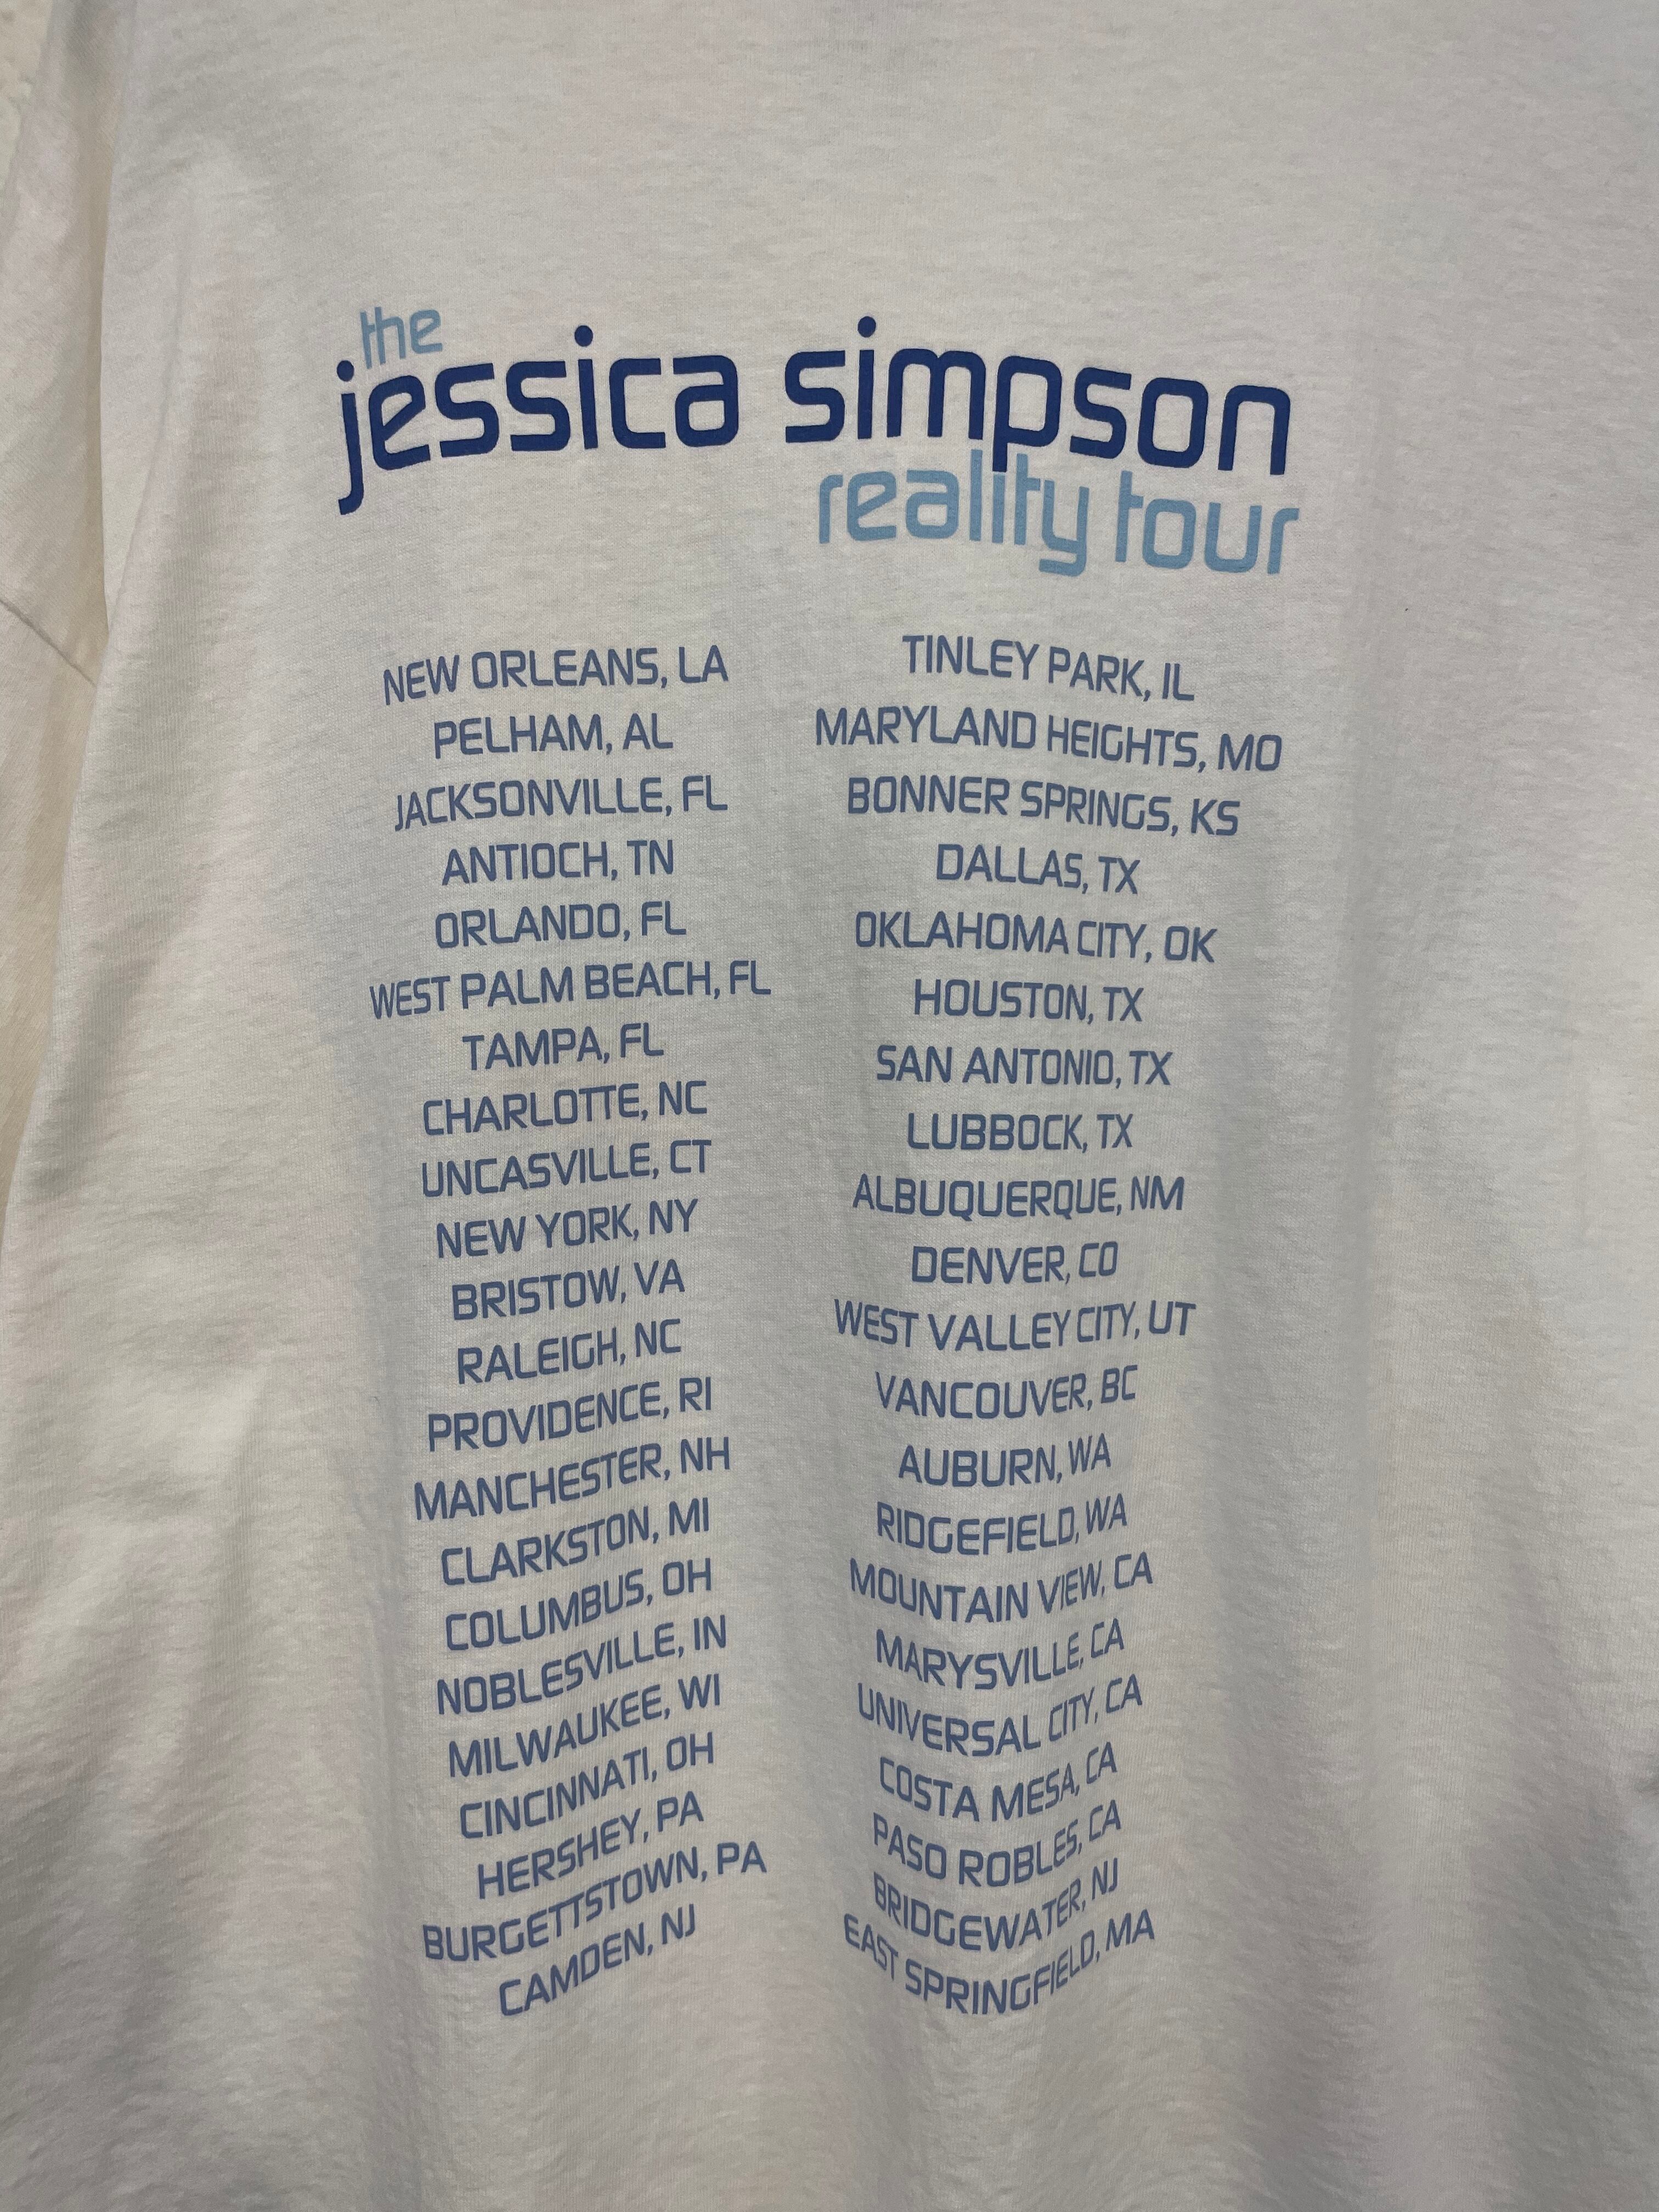 the
jessica simpson
reality tour
NEW ORLEANS, LA
PELHAM, AL
JACKSONVILLE, FL
ANTIOCH, TN
ORLANDO, FL
WEST PALM BEACH, FL
TAMPA, FL
CHARLOTTE, NC
UNCASVILLE, CT
NEW YORK, NY
BRISTOW, VA
RALEIGH, NC
PROVIDENCE, RI
MANCHESTER, NH
CLARKSTON, MI
COLUMBUS, OH
NOBLESVILLE, IN
MILWAUKEE, WI
CINCINNATI, OH
HERSHEY, PA
BURGETTSTOWN, PA
CAMDEN, NJ
TINLEY PARK, IL
MARYLAND HEIGHTS, MO
BONNER SPRINGS, KS
DALLAS, TX
OKLAHOMA CITY, OK
HOUSTON, TX
SAN ANTONIO, TX
LUBBOCK, TX
ALBUQUERQUE, NM
DENVER, CO
WEST VALLEY CITY, UT
VANCOUVER, BC
AUBURN, WA
RIDGEFIELD, WA
MOUNTAIN VIEW, CA
MARYSVILLE, CA
UNIVERSAL CITY, CA
COSTA MESA, CA
PASO ROBLES, CA
BRIDGEWATER, NJ
EAST SPRINGFIELD, MA